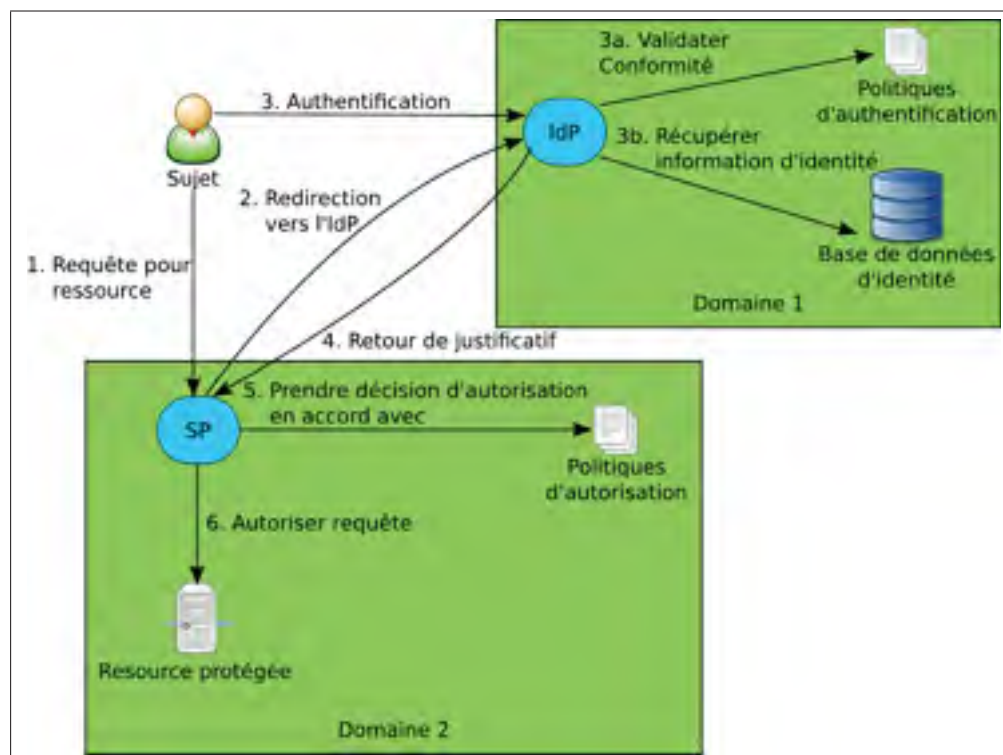 3a. Validater
Conformité
Politiques
d'authentification
3. Authentification
IdP
3b. Récupérer
information d'identité
Sujet
2. Redirection
vers l'IdP
Base de données
d'identité
1. Requête pour
ressource
Domaine 1
4. Retour de justificatif
5. Prendre décision d'autorisation
en accord avec
SP
Politiques
d'autorisation
6. Autoriser requête
Resource protégée
Domaine 2